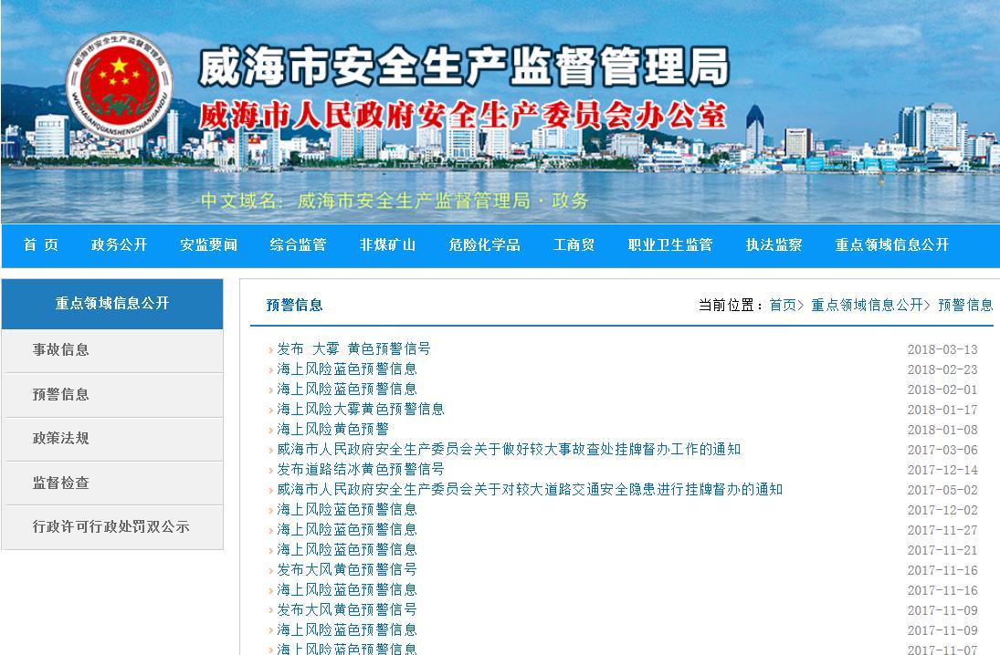 威海市安全生产监督管理局
WEIHAIANQUANSHENGCHANJIANDU
威海市安全生产监督管理局
威海市人民政府安全生产委员会办公室
中文域名：威海市安全生产监督管理局·政务
首 页 政务公开 安监要闻 综合监管 非煤矿山 危险化学品 工商贸 职业卫生监管 执法监察 重点领域信息公开
重点领域信息公开
事故信息
预警信息
政策法规
监督检查
行政许可行政处罚双公示
预警信息 当前位置：首页> 重点领域信息公开> 预警信息
发布 大雾 黄色预警信号 2018-03-13
海上风险蓝色预警信息 2018-02-23
海上风险蓝色预警信息 2018-02-01
海上风险大雾黄色预警信息 2018-01-17
海上风险黄色预警 2018-01-08
威海市人民政府安全生产委员会关于做好较大事故查处挂牌督办工作的通知 2017-03-06
发布道路结冰黄色预警信号 2017-12-14
威海市人民政府安全生产委员会关于对较大道路交通安全隐患进行挂牌督办的通知 2017-05-02
海上风险蓝色预警信息 2017-12-02
海上风险蓝色预警信息 2017-11-27
海上风险蓝色预警信息 2017-11-21
发布大风黄色预警信号 2017-11-16
海上风险蓝色预警信息 2017-11-16
发布大风黄色预警信号 2017-11-09
海上风险蓝色预警信息 2017-11-09
海上风险蓝色预警信息 2017-11-07